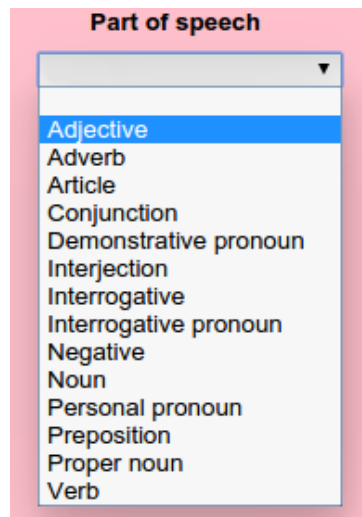 Part of speech
Adjective
Adverb
Article
Conjunction
Demonstrative pronoun
Interjection
Interrogative
Interrogative pronoun
Negative
Noun
Personal pronoun
Preposition
Proper noun
Verb